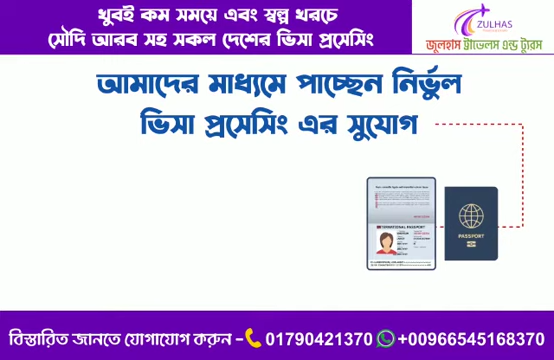 খুবই কম সময়ে এবং স্বল্প খরচে
সৌদি আরব সহ সকল দেশের ভিসা প্রসেসিং
ZULHAS
জুলহাস ট্রাভেলস এন্ড ট্যুরস
আমাদের মাধ্যমে পাচ্ছেন নির্ভুল
ভিসা প্রসেসিং এর সুযোগ
PASSPORT
বিস্তারিত জানতে যোগাযোগ করুন - 01790421370 +00966545168370